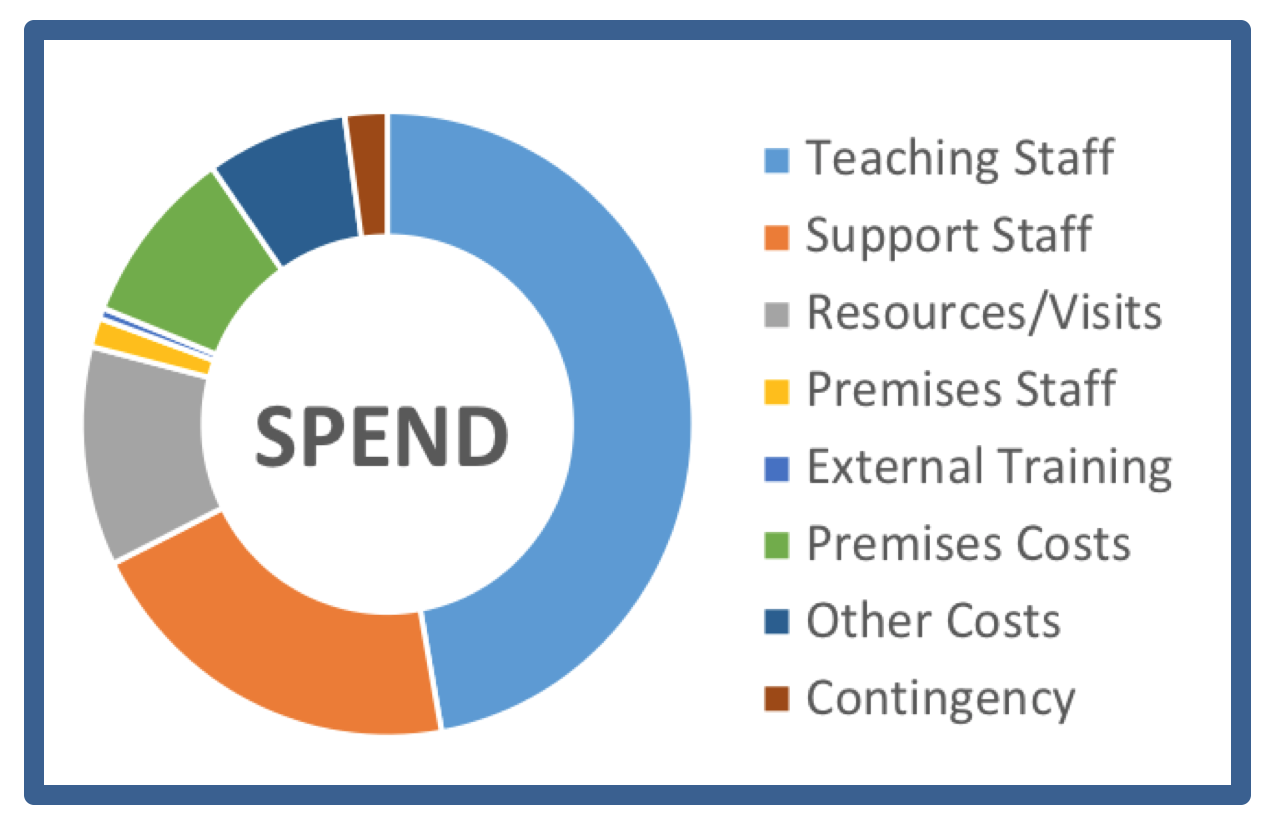 SPEND
Teaching Staff
Support Staff
Resources/Visits
Premises Staff
External Training
Premises Costs
Other Costs
Contingency